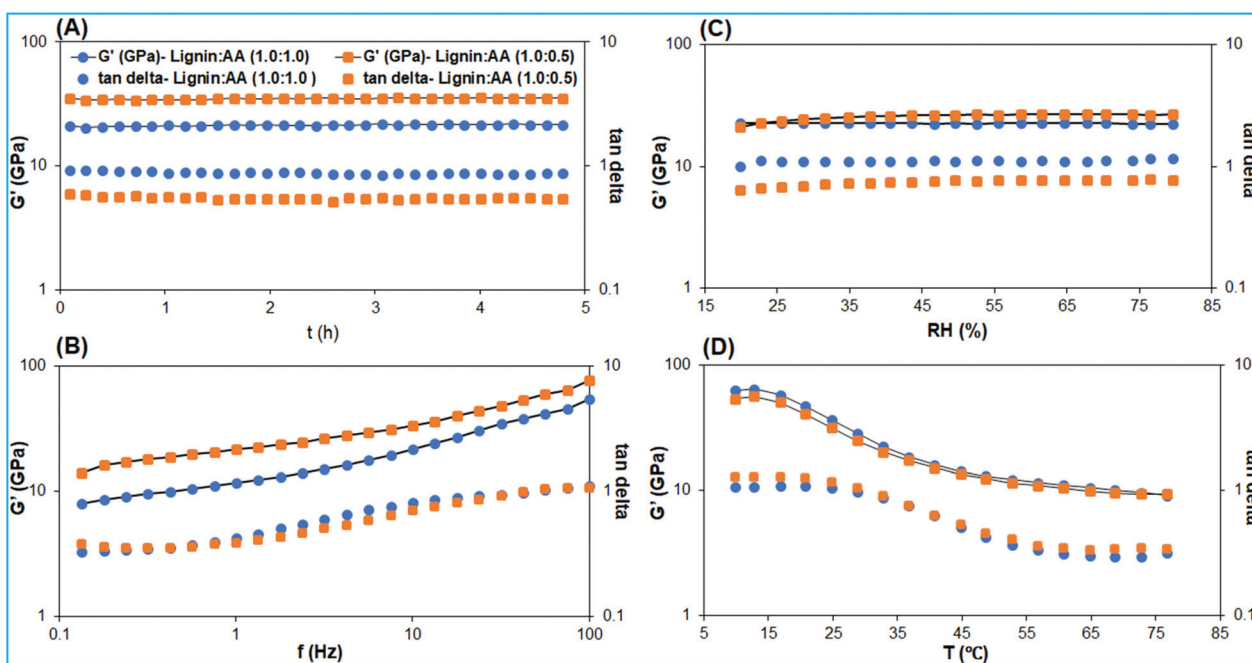 (A)
100
10
G' (GPa)- Lignin:AA (1.0:1.0)
G' (GPa)- Lignin:AA (1.0:0.5)
tan delta- Lignin:AA (1.0:1.0 )
tan delta- Lignin:AA (1.0:0.5)
G' (GPa)
10
1
tan delta
1
0.1
0
1
2
3
4
5
t (h)
(C)
100
10
G' (GPa)
10
1
tan delta
1
0.1
15
25
35
45
55
65
75
85
RH (%)
(B)
100
10
G' (GPa)
10
1
tan delta
1
0.1
0.1
1
10
100
f (Hz)
(D)
100
10
G' (GPa)
10
1
tan delta
1
0.1
5
15
25
35
45
55
65
75
85
T (ºC)